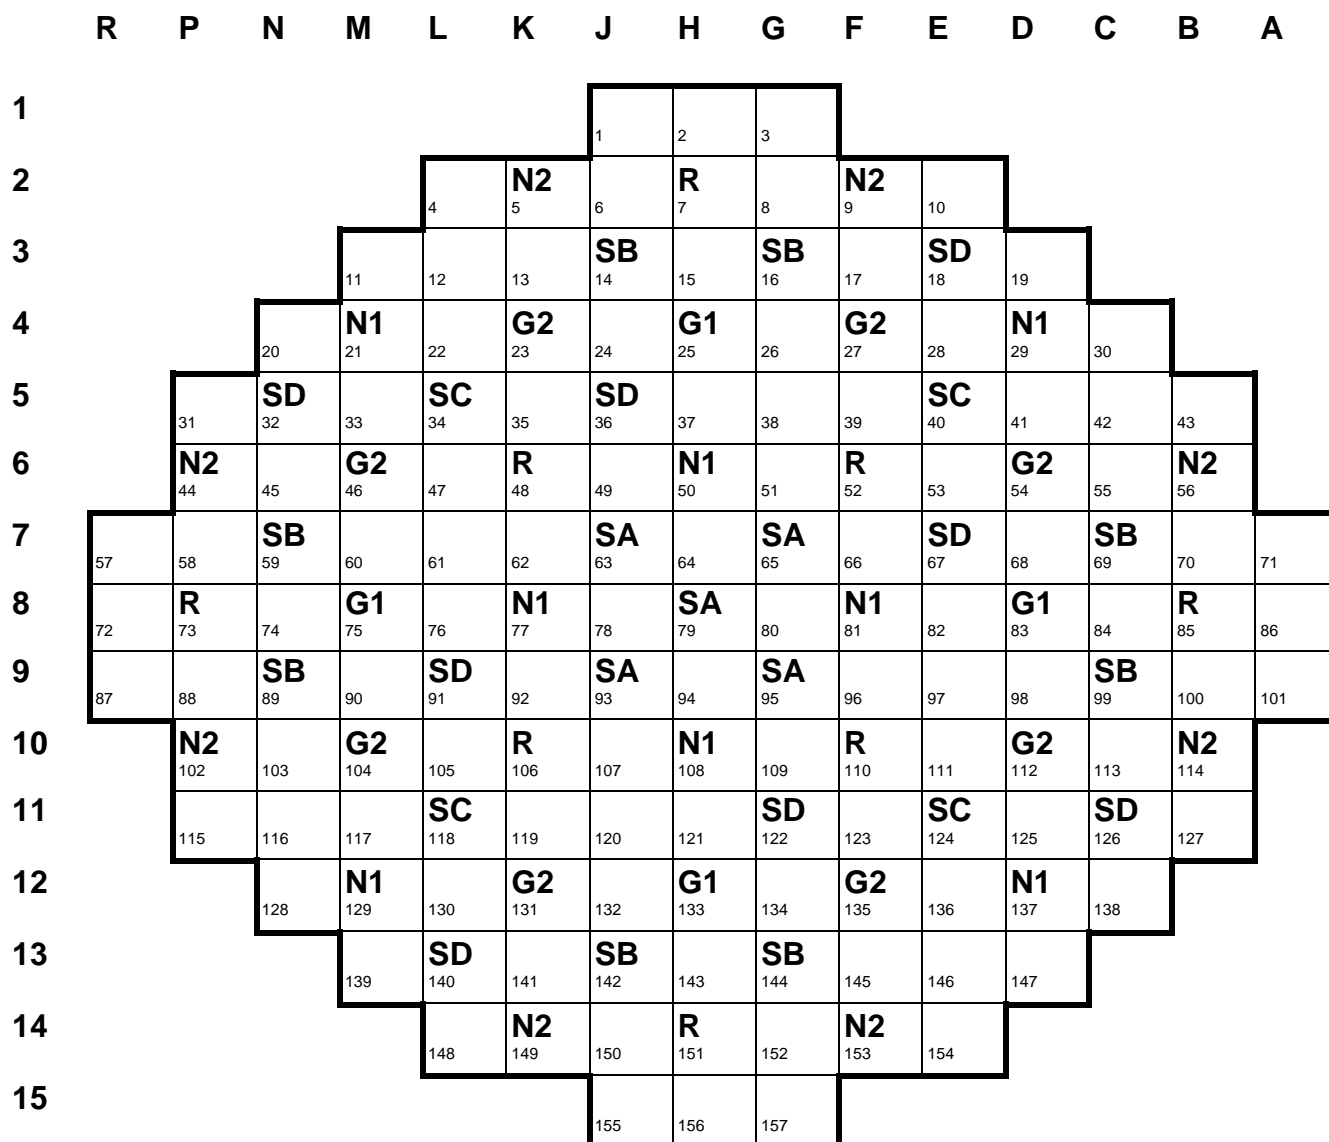 R P N M L K J H G F E D C B A
1
1 2 3
2 N2 R N2
4 5 6 7 8 9 10
3 SB SB SD
11 12 13 14 15 16 17 18 19
4 N1 G2 G1 G2 N1
20 21 22 23 24 25 26 27 28 29 30
5 SD SC SD SC
31 32 33 34 35 36 37 38 39 40 41 42 43
6 N2 G2 R N1 R G2 N2
44 45 46 47 48 49 50 51 52 53 54 55 56
7 SB SA SA SD SB
57 58 59 60 61 62 63 64 65 66 67 68 69 70 71
8 R G1 N1 SA N1 G1 R
72 73 74 75 76 77 78 79 80 81 82 83 84 85 86
9 SB SD SA SA SB
87 88 89 90 91 92 93 94 95 96 97 98 99 100 101
10 N2 G2 R N1 R G2 N2
102 103 104 105 106 107 108 109 110 111 112 113 114
11 SC SD SC SD
115 116 117 118 119 120 121 122 123 124 125 126 127
12 N1 G2 G1 G2 N1
128 129 130 131 132 133 134 135 136 137 138
13 SD SB SB
139 140 141 142 143 144 145 146 147
14 N2 R N2
148 149 150 151 152 153 154
15
155 156 157